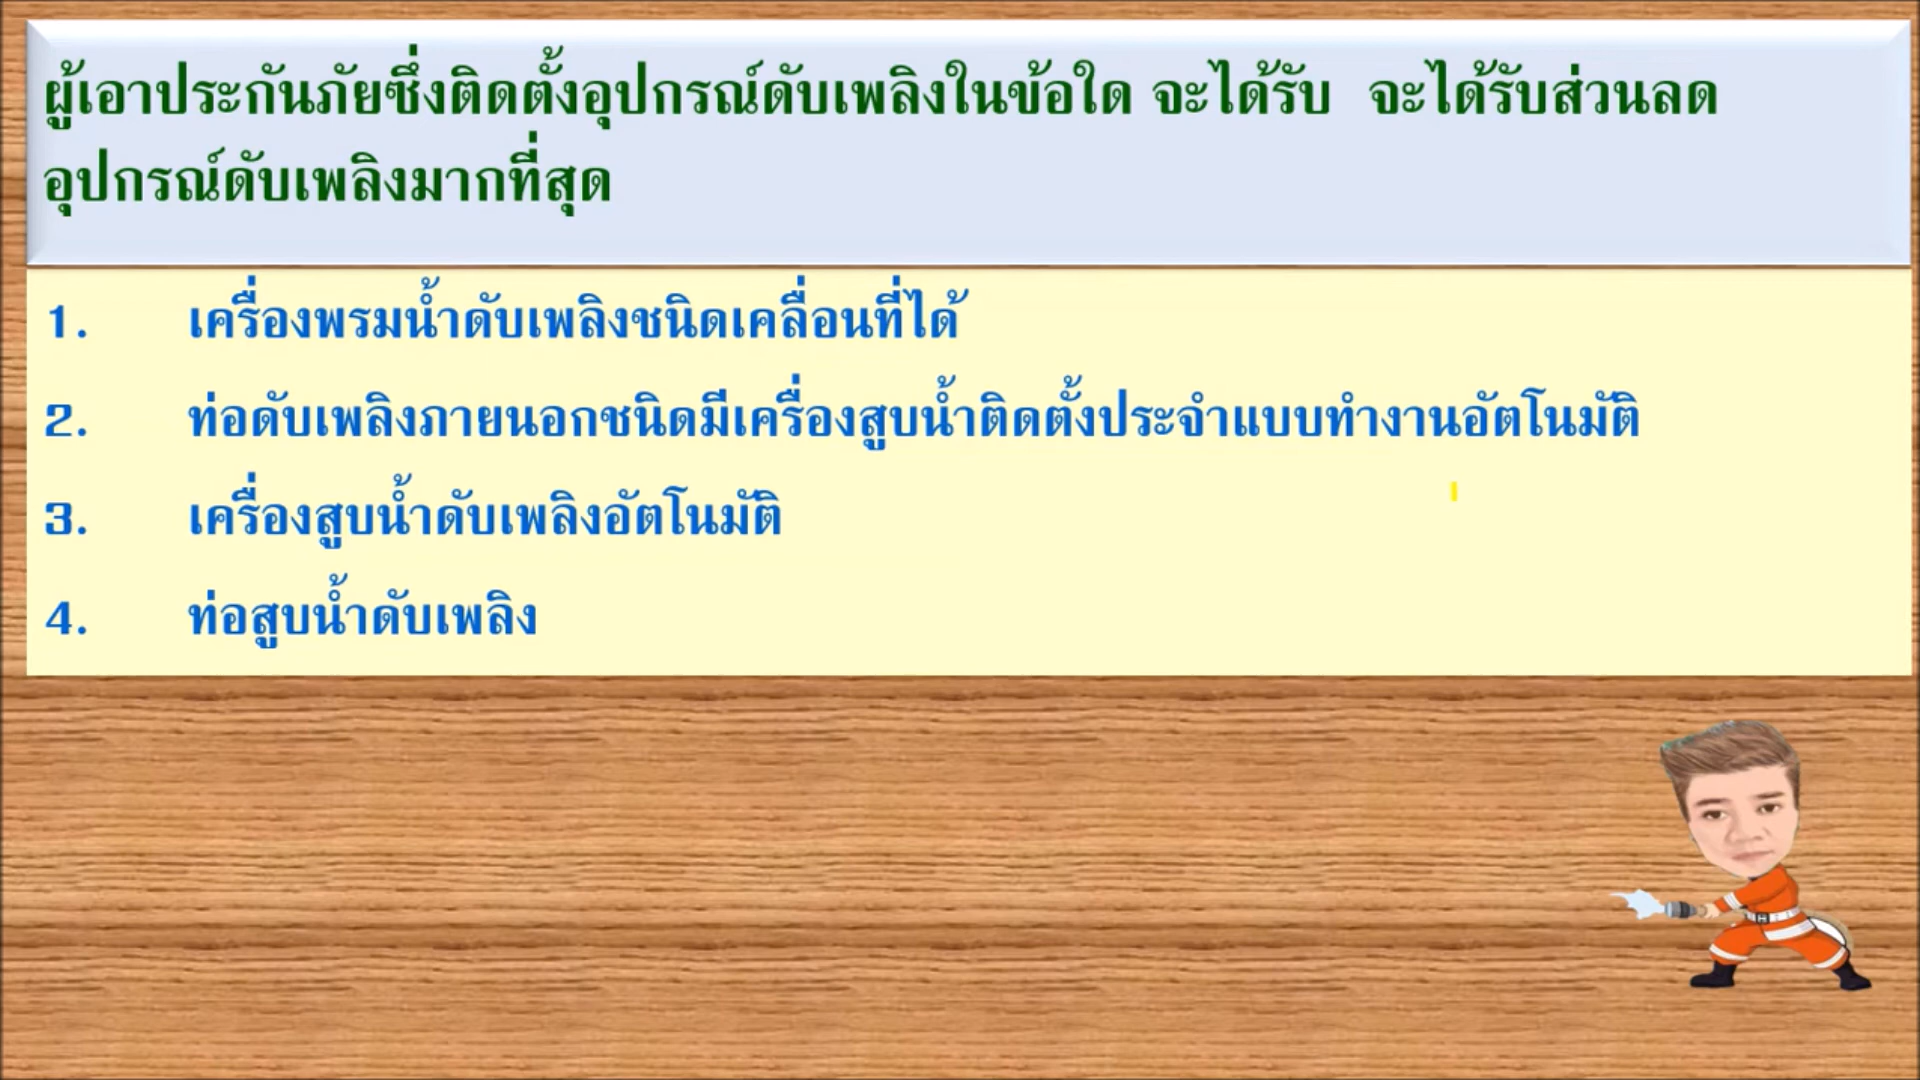 ผู้เอาประกันภัยซึ่งติดตั้งอุปกรณ์ดับเพลิงในข้อใด จะได้รับ จะได้รับส่วนลด
อุปกรณ์ดับเพลิงมากที่สุด
1. เครื่องพรมน้ำดับเพลิงชนิดเคลื่อนที่ได้
2. ท่อดับเพลิงภายนอกชนิดมีเครื่องสูบน้ำติดตั้งประจำแบบทำงานอัตโนมัติ
3. เครื่องสูบน้ำดับเพลิงอัตโนมัติ
4. ท่อสูบน้ำดับเพลิง